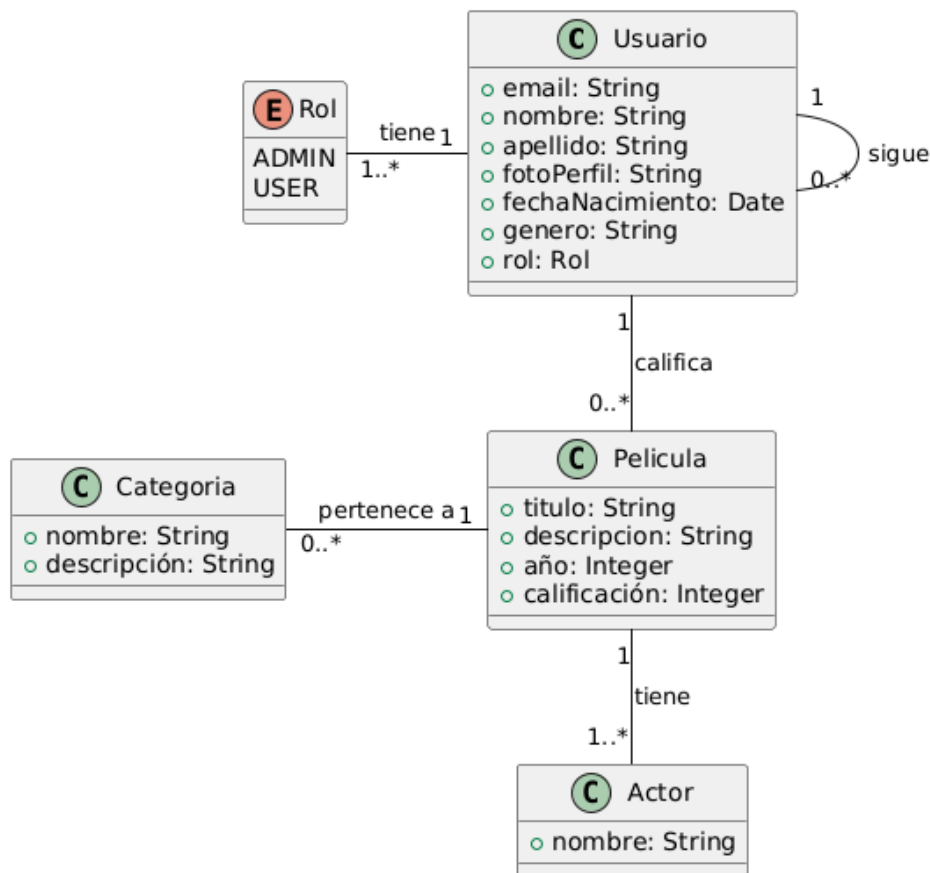 C Usuario
email: String
nombre: String
apellido: String
fotoPerfil: String
fechaNacimiento: Date
genero: String
rol: Rol
E Rol
ADMIN
USER
tiene 1
1..*
1
0..*
sigue
1
califica
0..*
C Categoria
nombre: String
descripción: String
pertenece a 1
0..*
C Pelicula
titulo: String
descripcion: String
año: Integer
calificación: Integer
1
tiene
1..*
C Actor
nombre: String